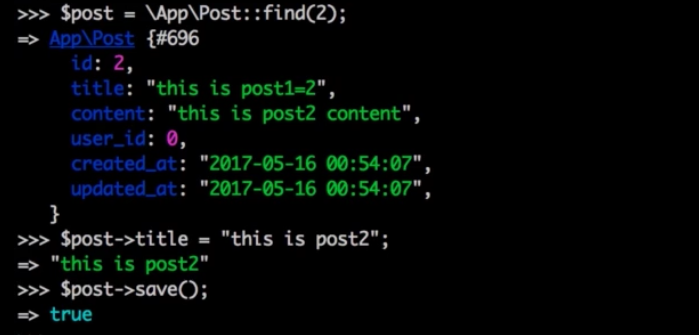 >>> $post = \App\Post::find(2);
=> App\Post {#696
id: 2,
title: "this is post1=2",
content: "this is post2 content",
user_id: 0,
created_at: "2017-05-16 00:54:07",
updated_at: "2017-05-16 00:54:07",
}
>>> $post->title = "this is post2";
=> "this is post2"
>>> $post->save();
=> true